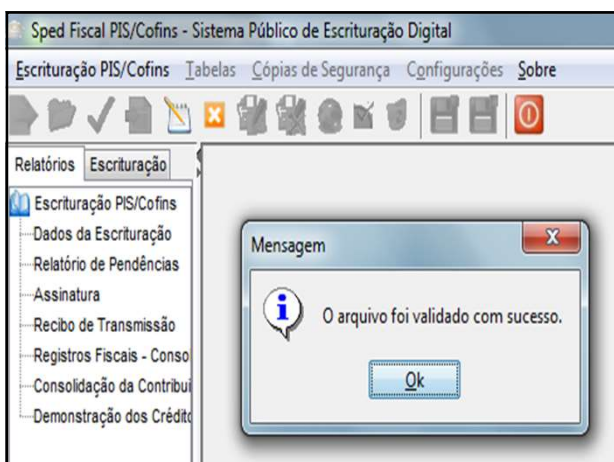 Sped Fiscal PIS/Cofins - Sistema Público de Escrituração Digital
Escrituração PIS/Cofins Tabelas Cópias de Segurança Configurações Sobre
Relatórios Escrituração
Escrituração PIS/Cofins
Dados da Escrituração
Relatório de Pendências
Assinatura
Recibo de Transmissão
Registros Fiscais - Consol
Consolidação da Contribui
Demonstração dos Crédito
Mensagem
O arquivo foi validado com sucesso.
Ok